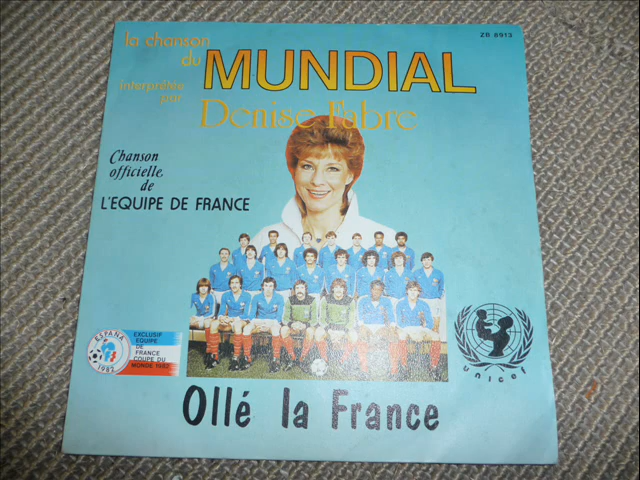 ZB 8913
la chanson
du
MUNDIAL
interprétée
par
Denise Fabre
Chanson
officielle
de
L'EQUIPE DE FRANCE
ESPAÑA
1982
EXCLUSIF
EQUIPE
DE
FRANCE
COUPE DU
MONDE 1982
unicef
Ollé la France